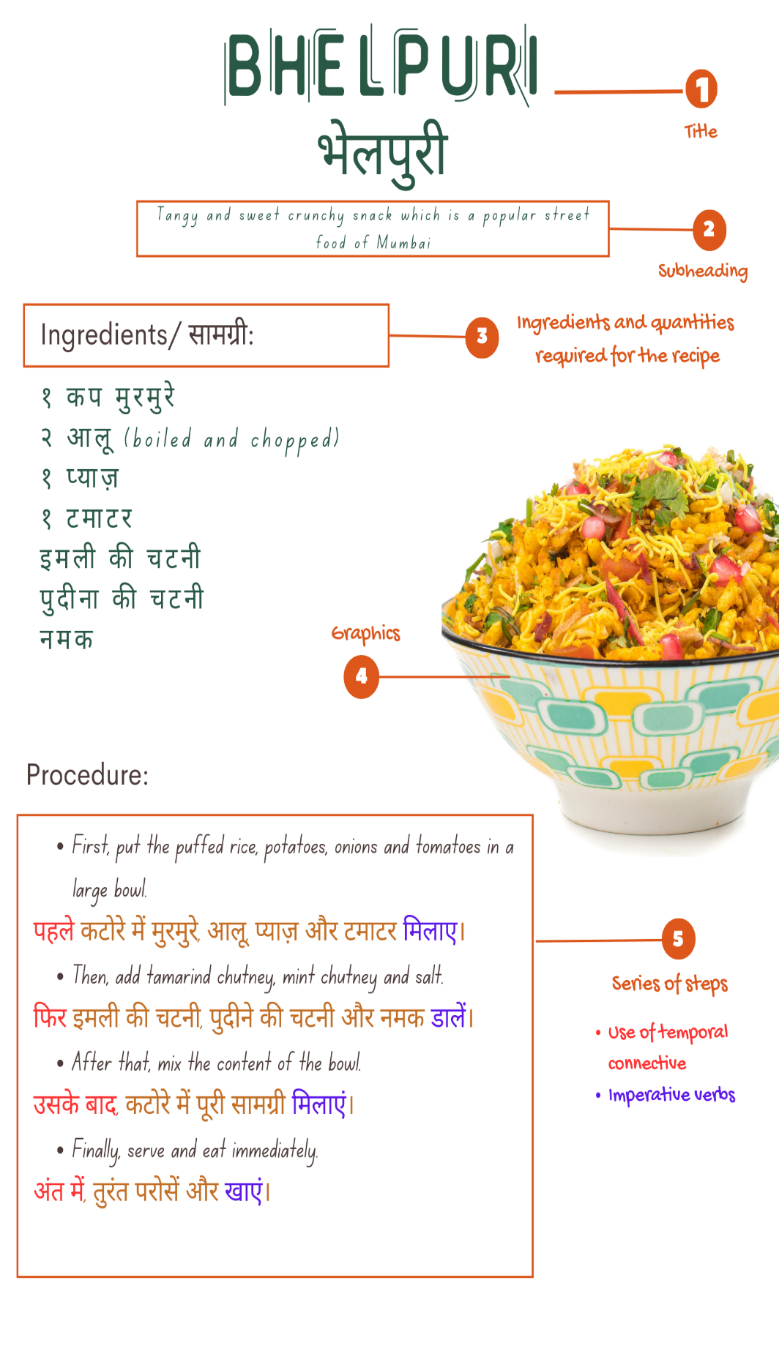 BHELPURI
1
Title
भेलपुरी
Tangy and sweet crunchy snack which is a popular street
food of Mumbai
2
Subheading
Ingredients/ सामग्री:
3
Ingredients and quantities
required for the recipe
१ कप मुरमुरे
२ आलू (boiled and chopped)
१ प्याज़
१ टमाटर
इमली की चटनी
पुदीना की चटनी
नमक
Graphics
4
Procedure:
• First, put the puffed rice, potatoes, onions and tomatoes in a
large bowl.
पहले कटोरे में मुरमुरे, आलू, प्याज़ और टमाटर मिलाए।
• Then, add tamarind chutney, mint chutney and salt.
फिर इमली की चटनी, पुदीने की चटनी और नमक डालें।
• After that, mix the content of the bowl.
उसके बाद, कटोरे में पूरी सामग्री मिलाएं।
• Finally, serve and eat immediately.
अंत में, तुरंत परोसें और खाएं।
5
Series of steps
• Use of temporal
connective
• Imperative verbs